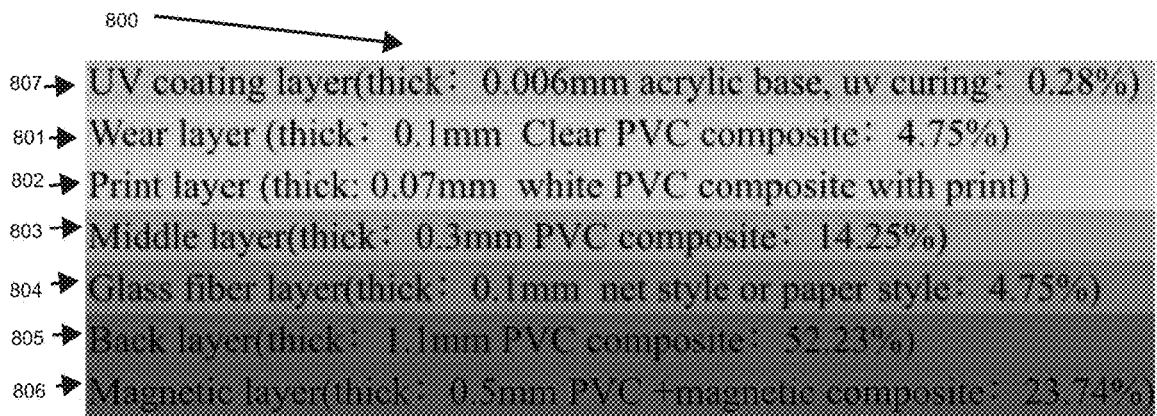 800
807 UV coating layer(thick: 0.006mm acrylic base, uv curing: 0.28%)
801 Wear layer (thick: 0.1mm Clear PVC composite: 4.75%)
802 Print layer (thick: 0.07mm white PVC composite with print)
803 Middle layer(thick: 0.3mm PVC composite: 14.25%)
804 Glass fiber layer(thick: 0.1mm net style or paper style: 4.75%)
805 Back layer(thick: 1.1mm PVC composite: 52.23%)
806 Magnetic layer(thick: 0.5mm PVC +magnetic composite: 23.74%)